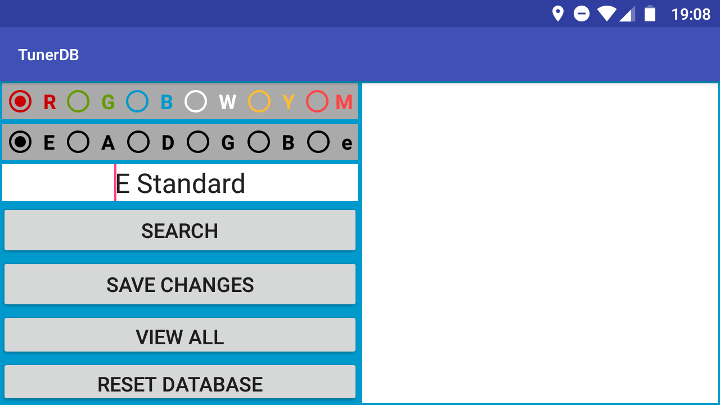 19:08
TunerDB
R G B W Y M
E A D G B e
E Standard
SEARCH
SAVE CHANGES
VIEW ALL
RESET DATABASE